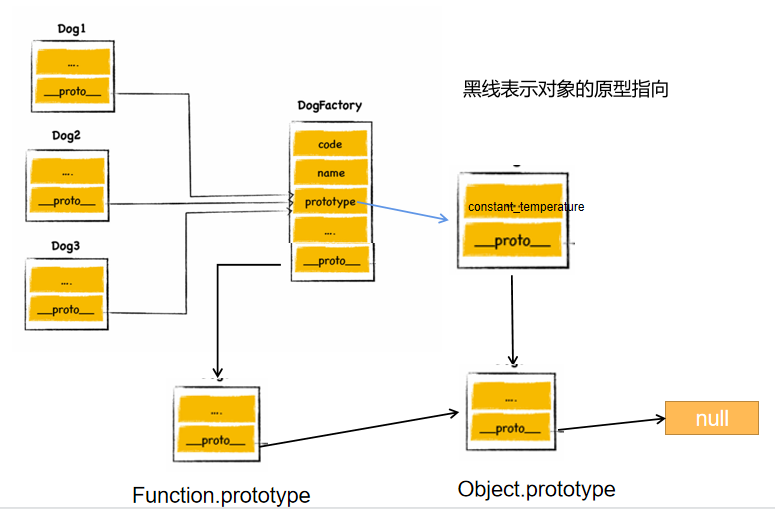 Dog1
....
__proto__
Dog2
....
__proto__
Dog3
....
__proto__
DogFactory
code
name
prototype
....
__proto__
黑线表示对象的原型指向
constant_temperature
__proto__
....
__proto__
Function.prototype
....
__proto__
Object.prototype
null